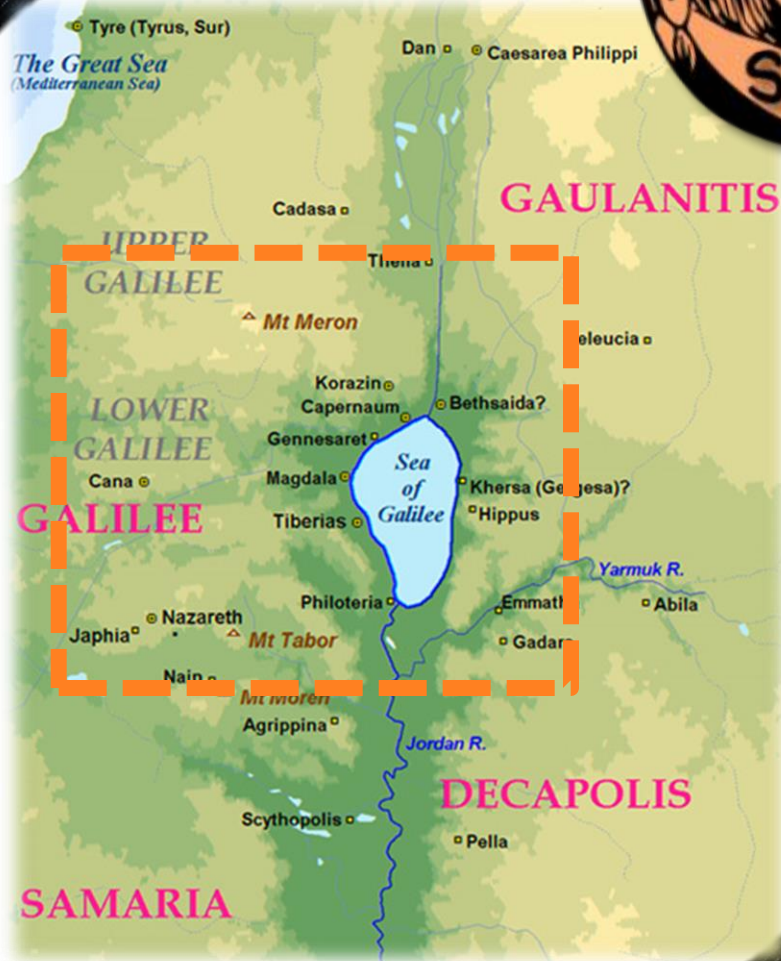 Tyre (Tyrus, Sur)
The Great Sea
(Mediterranean Sea)
Dan
Caesarea Philippi
S
GAULANITIS
Cadasa
UPPER
GALILEE
Thella
Mt Meron
eleucia
Korazin
Capernaum
Bethsaida?
LOWER
GALILEE
Gennesaret
Cana
Magdala
Sea
of
Galilee
Khersa (Gergesa)?
Hippus
GALILEE
Tiberias
Yarmuk R.
Philoteria
Emmath
Abila
Nazareth
Japhia
Mt Tabor
Gadara
Nain
Mt Moreh
Agrippina
Jordan R.
DECAPOLIS
Scythopolis
Pella
SAMARIA